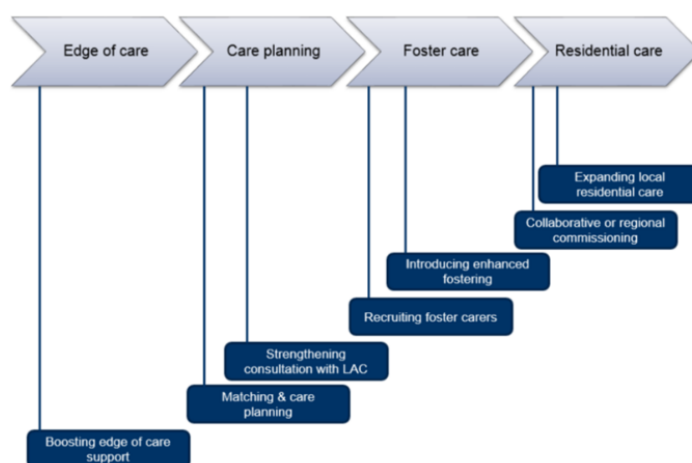 Edge of care
Care planning
Foster care
Residential care
Expanding local
residential care
Collaborative or regional
commissioning
Introducing enhanced
fostering
Recruiting foster carers
Strengthening
consultation with LAC
Matching & care
planning
Boosting edge of care
support